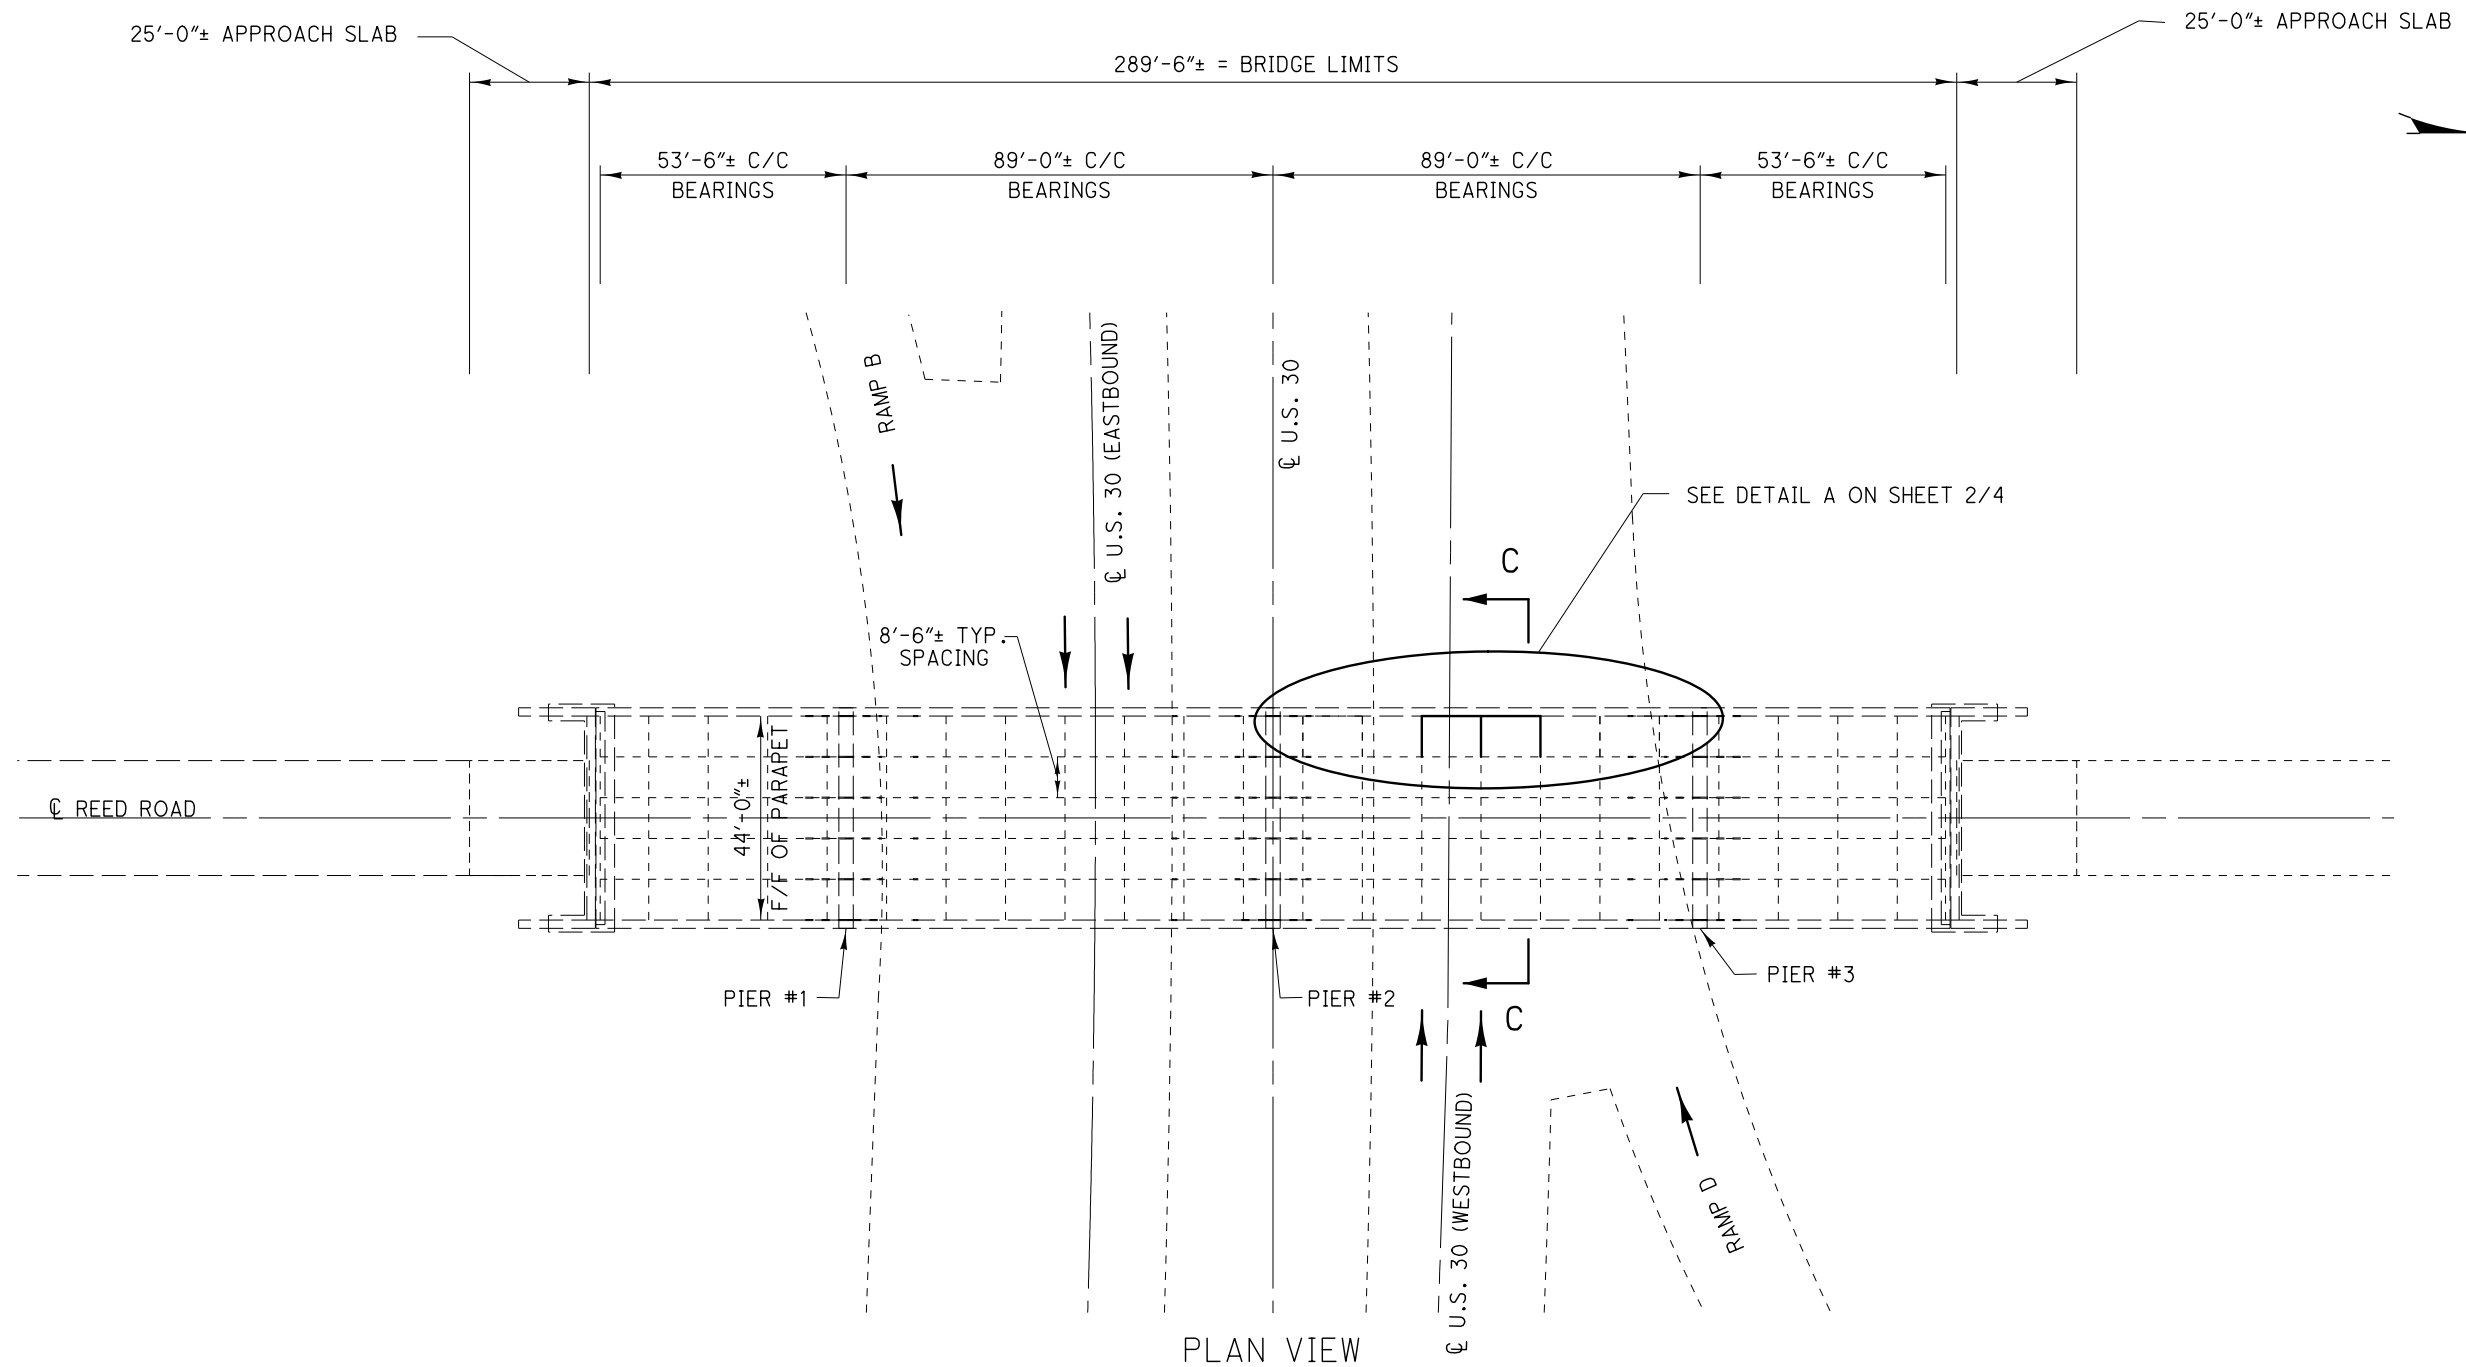 25'-0"± APPROACH SLAB
25'-0"± APPROACH SLAB
289'-6"± = BRIDGE LIMITS
53'-6"± C/C
BEARINGS
89'-0"± C/C
BEARINGS
89'-0"± C/C
BEARINGS
53'-6"± C/C
BEARINGS
RAMP B
℄ U.S. 30 (EASTBOUND)
℄ U.S. 30
SEE DETAIL A ON SHEET 2/4
C
8'-6"± TYP.
SPACING
℄ REED ROAD
44'-0"±
F/F OF PARAPET
PIER #1
PIER #2
PIER #3
C
℄ U.S. 30 (WESTBOUND)
RAMP D
PLAN VIEW